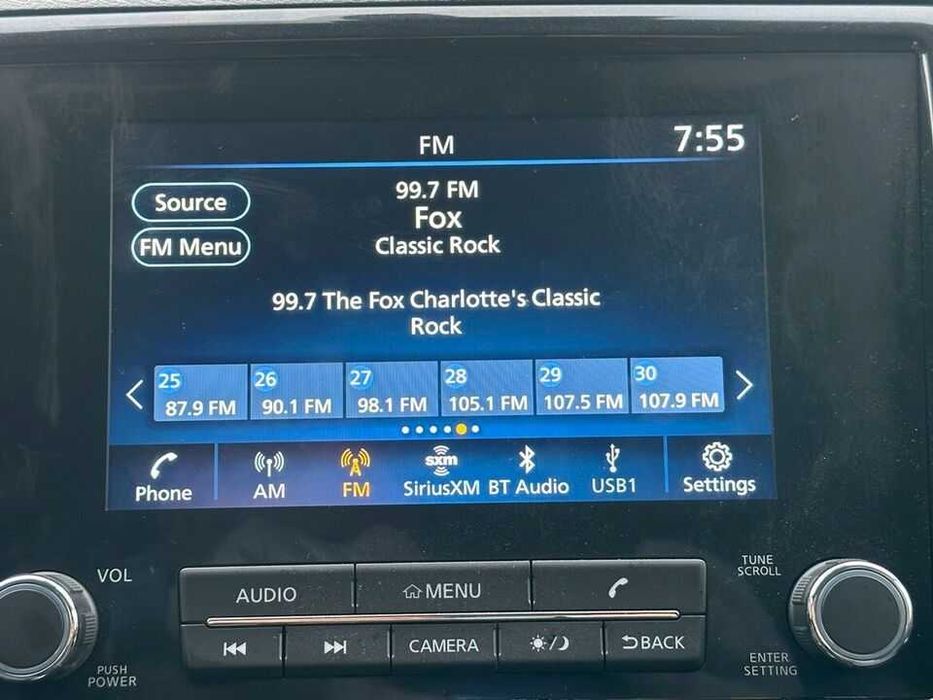 FM
7:55
Source
99.7 FM
Fox
FM Menu
Classic Rock
99.7 The Fox Charlotte's Classic
Rock
25 26 27 28 29 30
87.9 FM 90.1 FM 98.1 FM 105.1 FM 107.5 FM 107.9 FM
sxm
Phone AM FM SiriusXM BT Audio USB1 Settings
VOL
TUNE
SCROLL
AUDIO MENU
CAMERA BACK
PUSH
POWER
ENTER
SETTING